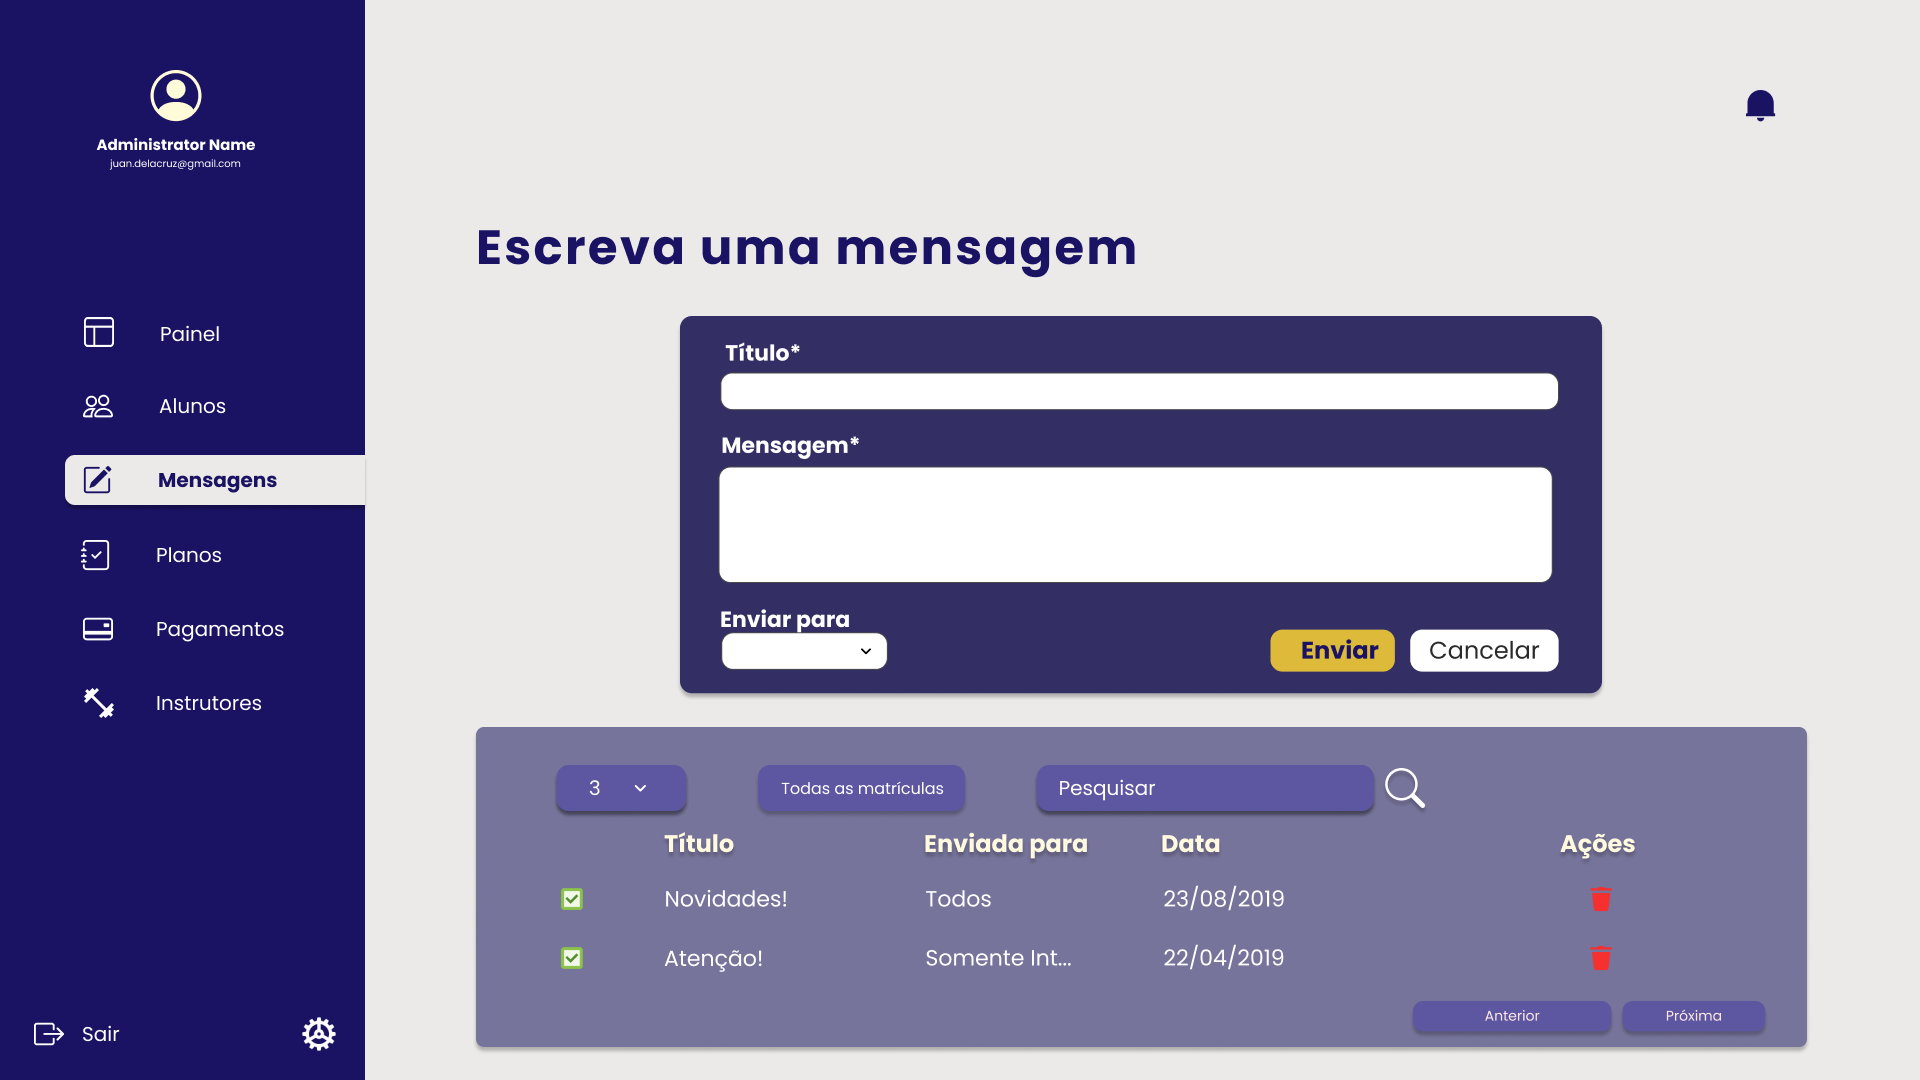 Administrator Name
juan.delacruz@gmail.com
Painel
Alunos
Mensagens
Planos
Pagamentos
Instrutores
Sair
Escreva uma mensagem
Título*
Mensagem*
Enviar para
Enviar
Cancelar
3
Todas as matrículas
Pesquisar
Título Enviada para Data Ações
Novidades! Todos 23/08/2019
Atenção! Somente Int... 22/04/2019
Anterior
Próxima